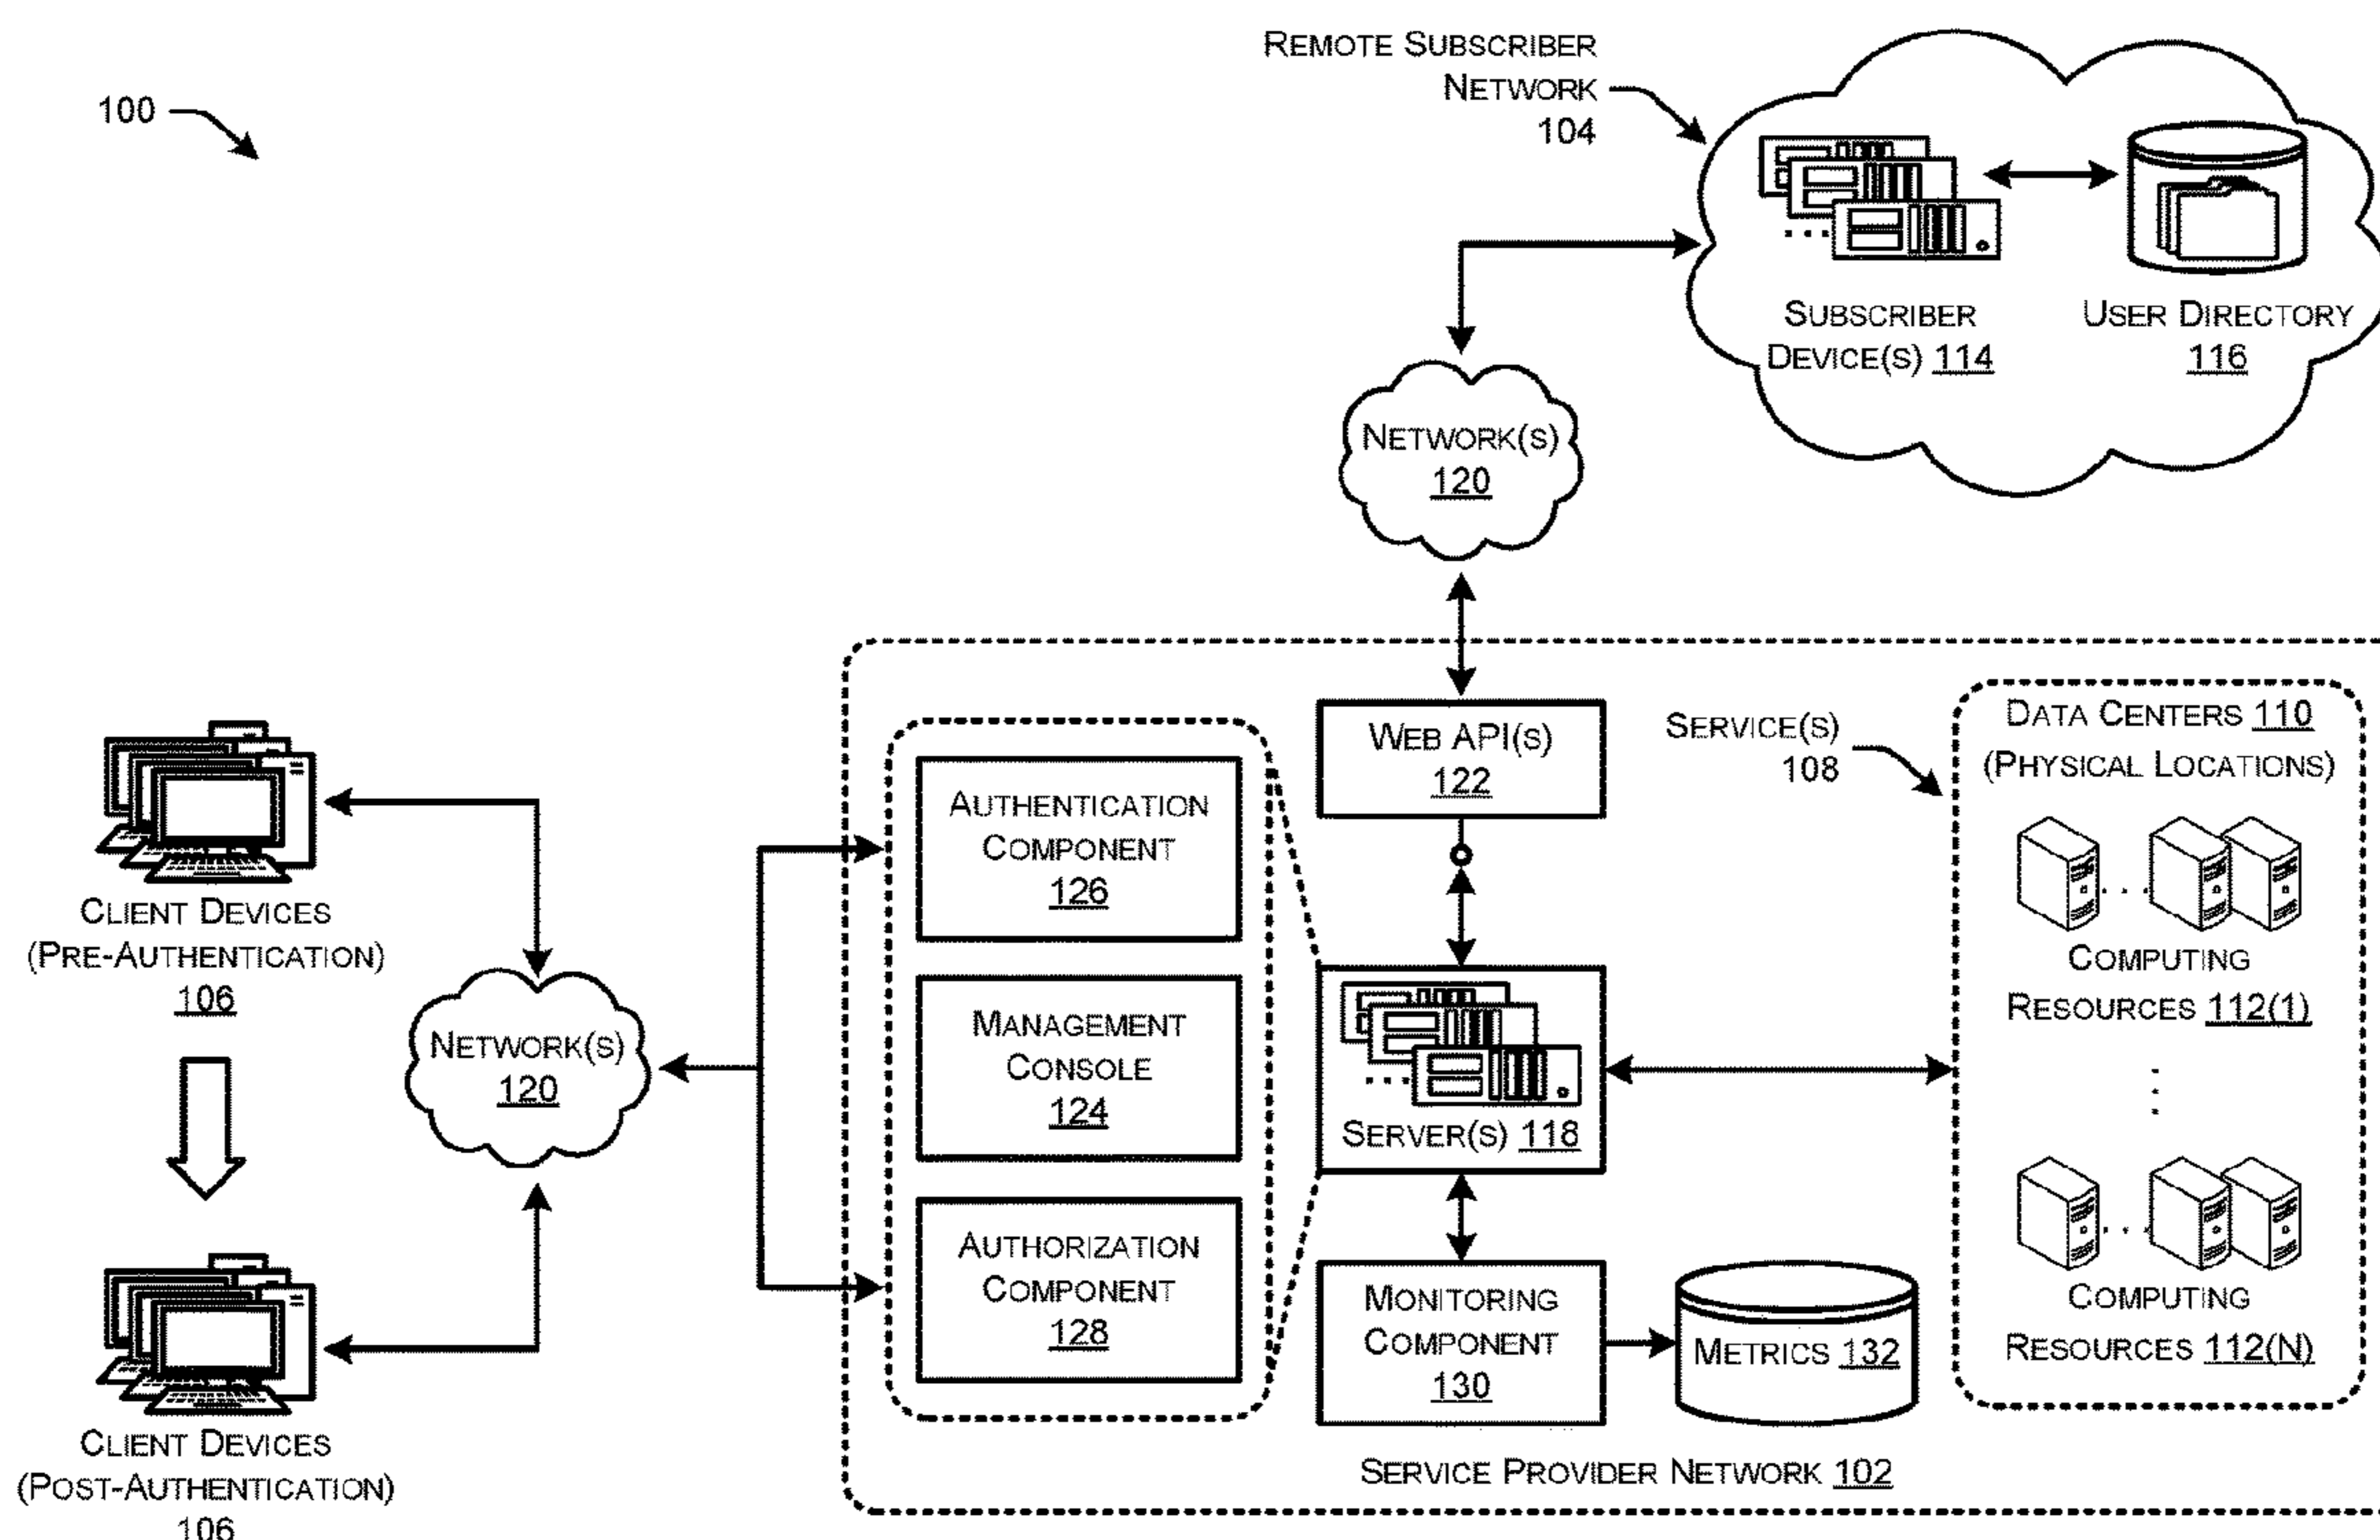 100
REMOTE SUBSCRIBER
NETWORK
104
SUBSCRIBER
DEVICE(S) 114
USER DIRECTORY
116
NETWORK(S)
120
WEB API(S)
122
SERVICE(S)
108
DATA CENTERS 110
(PHYSICAL LOCATIONS)
COMPUTING
RESOURCES 112(1)
COMPUTING
RESOURCES 112(N)
AUTHENTICATION
COMPONENT
126
MANAGEMENT
CONSOLE
124
AUTHORIZATION
COMPONENT
128
SERVER(S) 118
MONITORING
COMPONENT
130
METRICS 132
SERVICE PROVIDER NETWORK 102
CLIENT DEVICES
(PRE-AUTHENTICATION)
106
NETWORK(S)
120
CLIENT DEVICES
(POST-AUTHENTICATION)
106